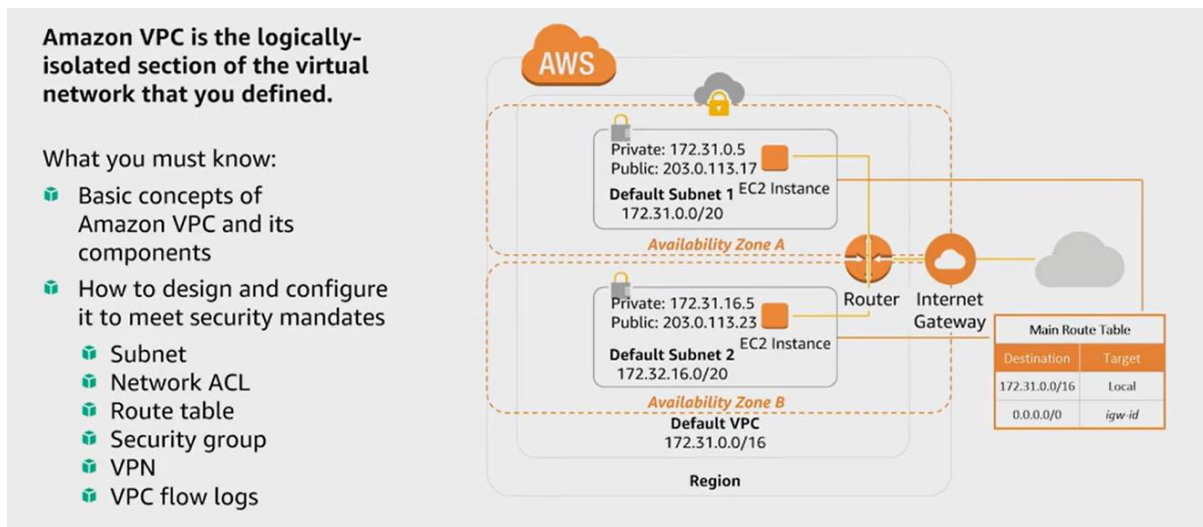 Amazon VPC is the logically-
isolated section of the virtual
network that you defined.
What you must know:
Basic concepts of
Amazon VPC and its
components
How to design and configure
it to meet security mandates
Subnet
Network ACL
Route table
Security group
VPN
VPC flow logs
AWS
Private: 172.31.0.5
Public: 203.0.113.17
EC2 Instance
Default Subnet 1
172.31.0.0/20
Availability Zone A
Private: 172.31.16.5
Public: 203.0.113.23
EC2 Instance
Default Subnet 2
172.32.16.0/20
Availability Zone B
Default VPC
172.31.0.0/16
Region
Router
Internet
Gateway
Main Route Table
Destination Target
172.31.0.0/16 Local
0.0.0.0/0 igw-id